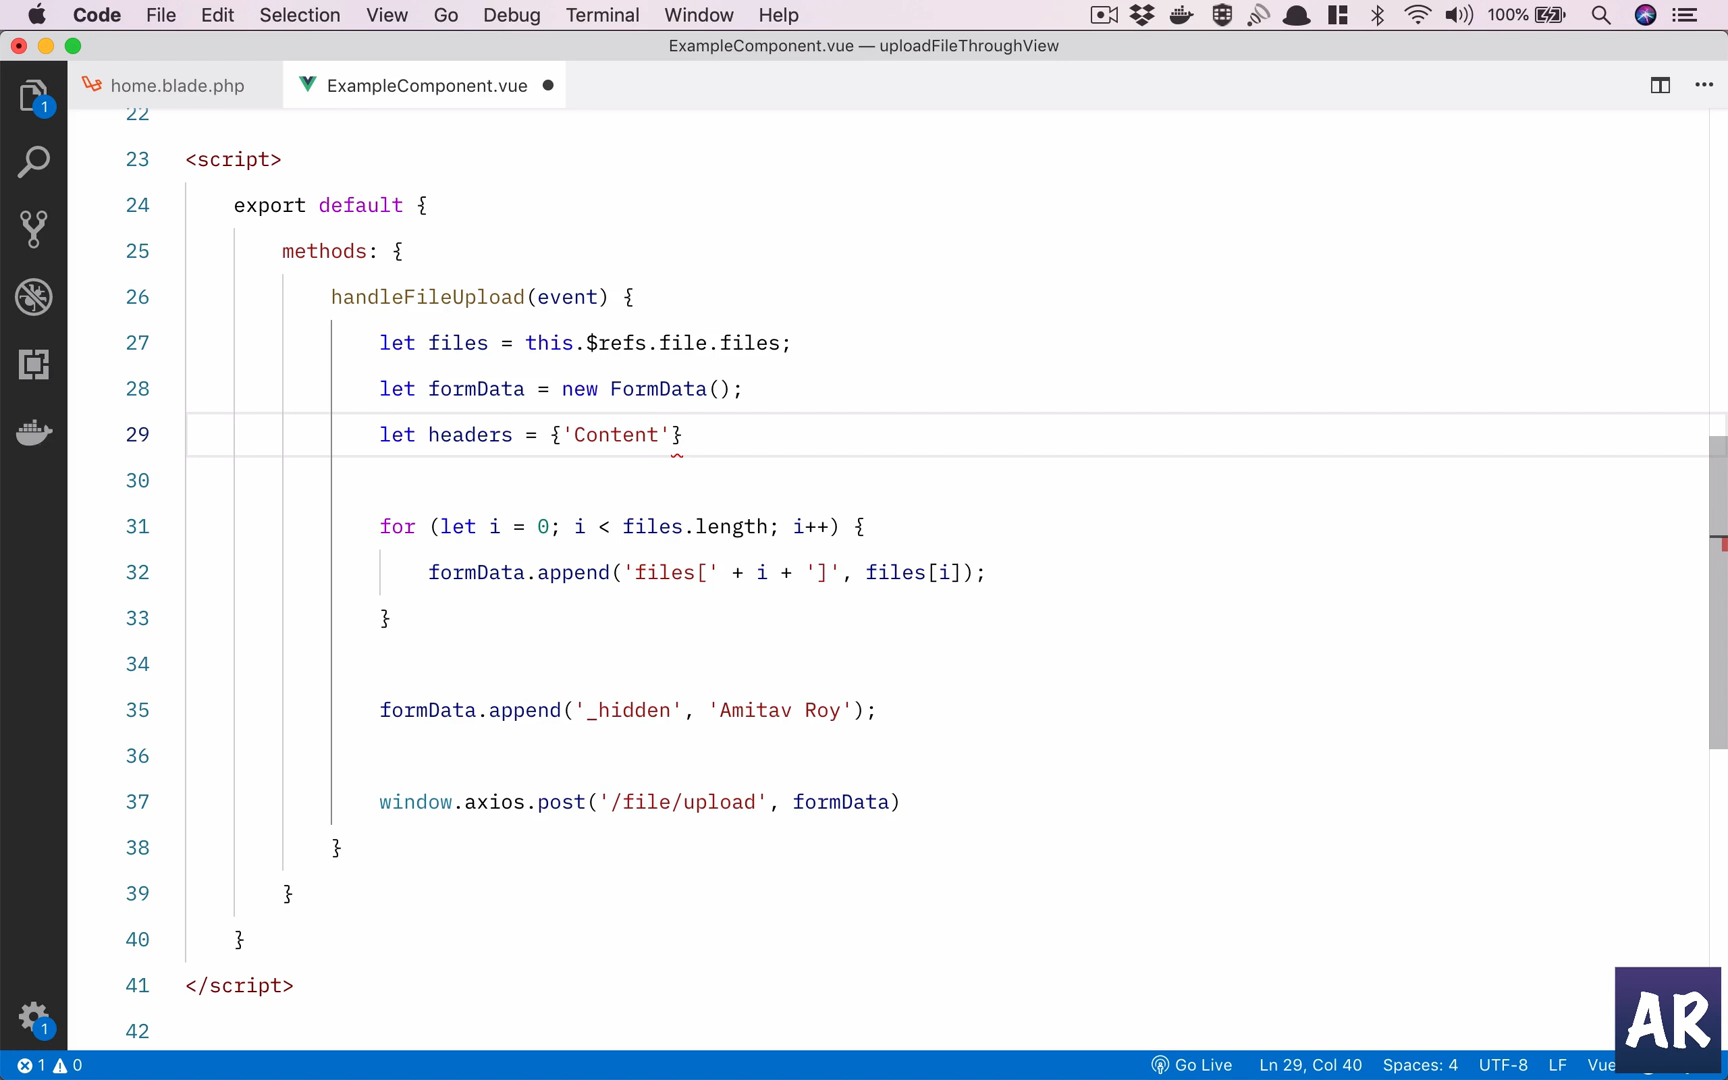 Code File Edit Selection View Go Debug Terminal Window Help 100%
ExampleComponent.vue — uploadFileThroughView
home.blade.php ExampleComponent.vue
1
22
23 <script>
24 export default {
25 methods: {
26 handleFileUpload(event) {
27 let files = this.$refs.file.files;
28 let formData = new FormData();
29 let headers = {'Content'}
30
31 for (let i = 0; i < files.length; i++) {
32 formData.append('files[' + i + ']', files[i]);
33 }
34
35 formData.append('_hidden', 'Amitav Roy');
36
37 window.axios.post('/file/upload', formData)
38 }
39 }
40 }
41 </script>
42
1
AR
1 0 Go Live Ln 29, Col 40 Spaces: 4 UTF-8 LF Vue